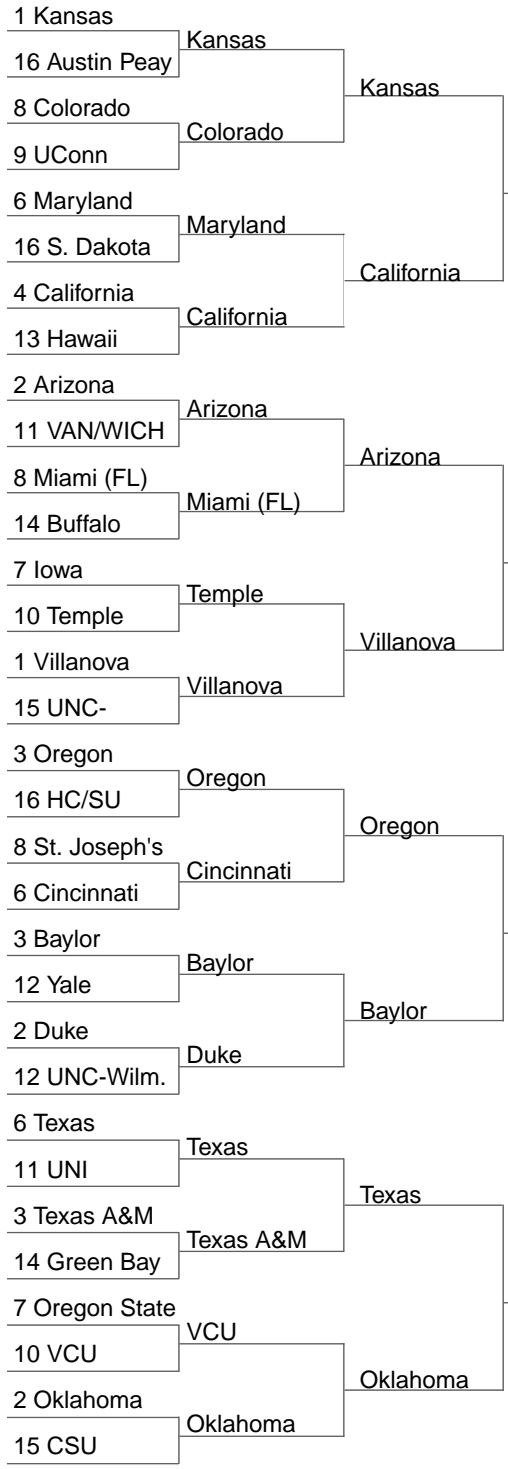 1 Kansas
16 Austin Peay
8 Colorado
9 UConn
6 Maryland
16 S. Dakota
4 California
13 Hawaii
2 Arizona
11 VAN/WICH
8 Miami (FL)
14 Buffalo
7 Iowa
10 Temple
1 Villanova
15 UNC-
3 Oregon
16 HC/SU
8 St. Joseph's
6 Cincinnati
3 Baylor
12 Yale
2 Duke
12 UNC-Wilm.
6 Texas
11 UNI
3 Texas A&M
14 Green Bay
7 Oregon State
10 VCU
2 Oklahoma
15 CSU
Kansas
Colorado
Maryland
California
Arizona
Miami (FL)
Temple
Villanova
Oregon
Cincinnati
Baylor
Duke
Texas
Texas A&M
VCU
Oklahoma
Kansas
California
Arizona
Villanova
Oregon
Baylor
Texas
Oklahoma